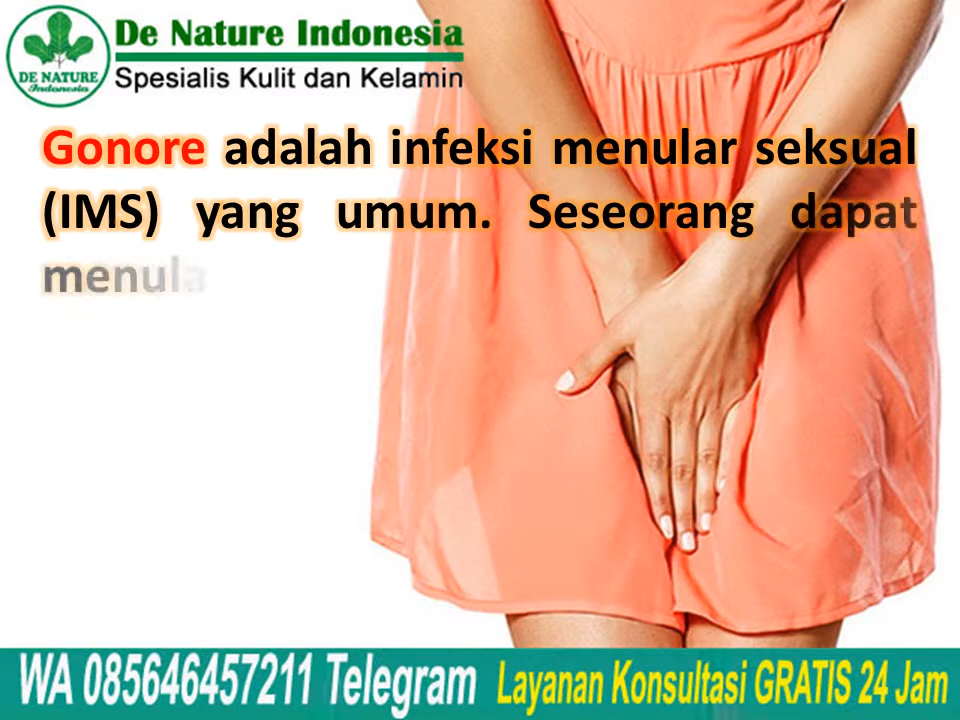 DE NATURE
Indonesia
De Nature Indonesia
Spesialis Kulit dan Kelamin
Gonore adalah infeksi menular seksual
(IMS) yang umum. Seseorang dapat
menula
WA 085646457211 Telegram Layanan Konsultasi GRATIS 24 Jam